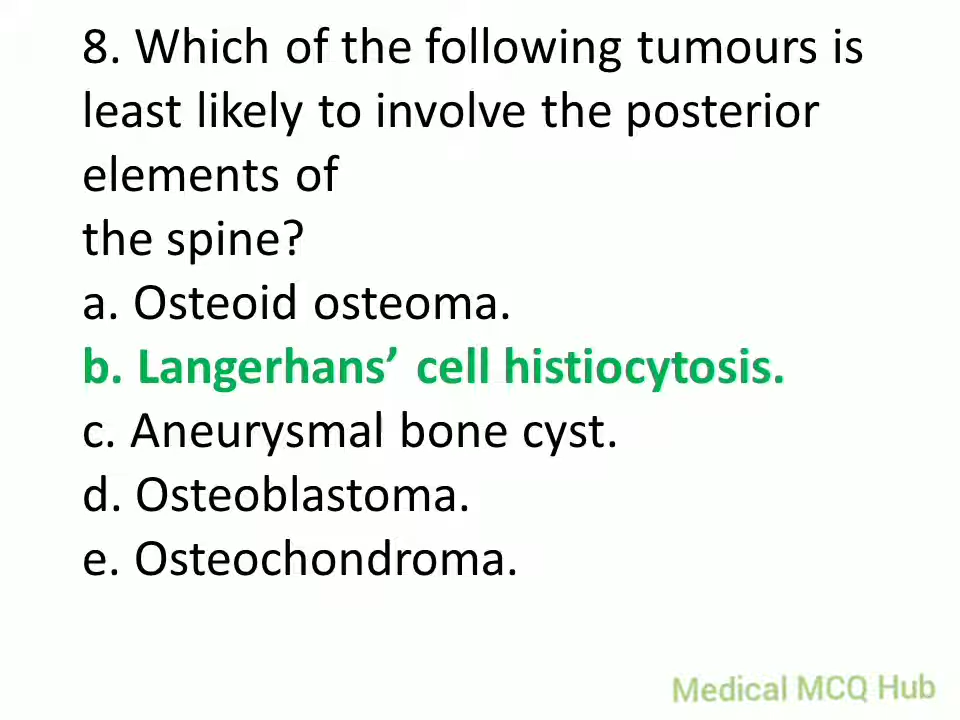 8. Which of the following tumours is
least likely to involve the posterior
elements of
the spine?
a. Osteoid osteoma.
b. Langerhans’ cell histiocytosis.
c. Aneurysmal bone cyst.
d. Osteoblastoma.
e. Osteochondroma.
Medical MCQ Hub